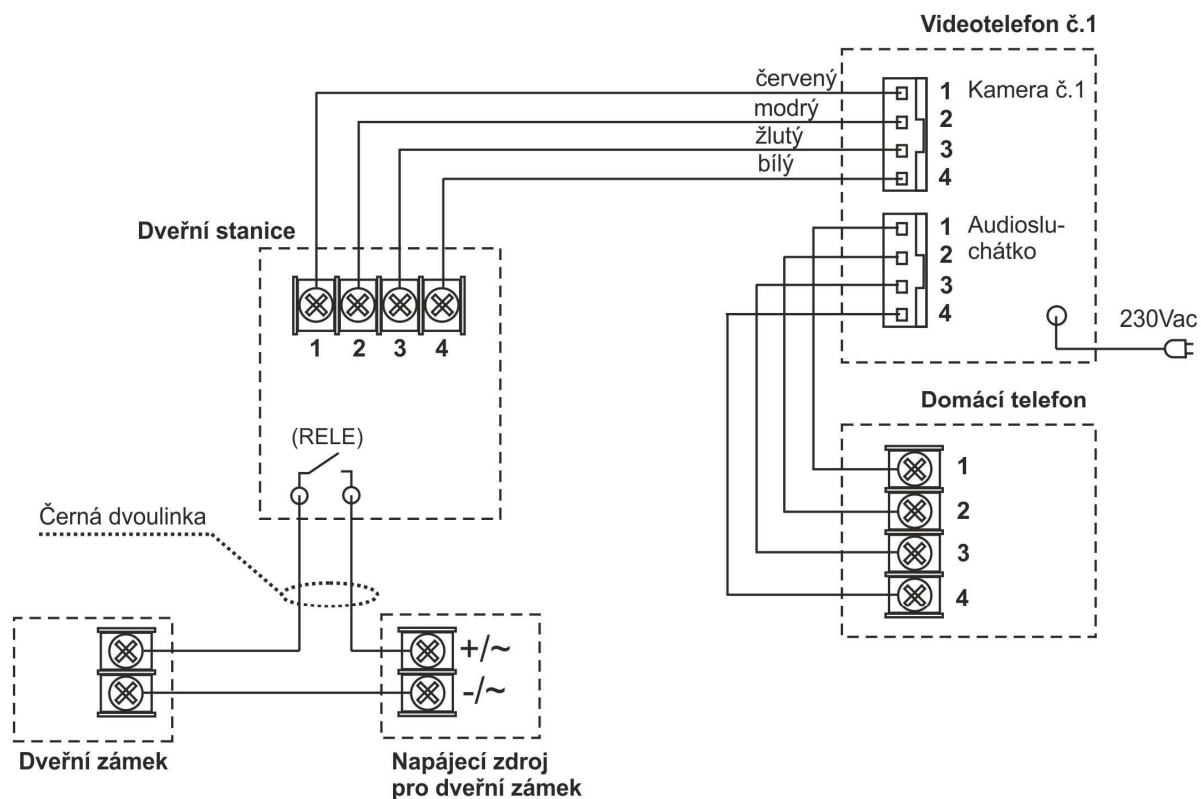 Videotelefon č.1
červený
1 Kamera č.1
modrý
2
žlutý
3
bílý
4
Dveřní stanice
1 Audioslu-
2 chátko
3
4
230Vac
1 2 3 4
Domácí telefon
(RELE)
1
2
3
4
Černá dvoulinka
+/~
-/~
Dveřní zámek
Napájecí zdroj
pro dveřní zámek